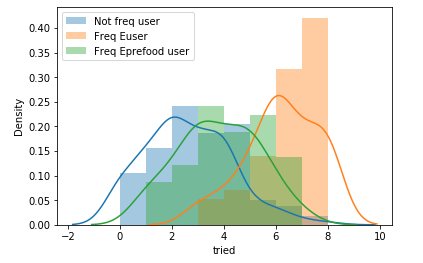 Not freq user
Freq Euser
Freq Eprefood user
Density
0.40
0.35
0.30
0.25
0.20
0.15
0.10
0.05
0.00
−2 0 2 4 6 8 10
tried